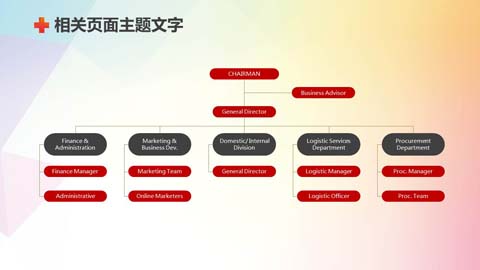 相关页面主题文字
CHAIRMAN
Business Advisor
General Director
Finance &
Administration
Marketing &
Business Dev.
Domestic/ Internal
Division
Logistic Services
Department
Procurement
Department
Finance Manager
Marketing Team
General Director
Logistic Manager
Proc. Manager
Administrative
Online Marketers
Logistic Officer
Proc. Team